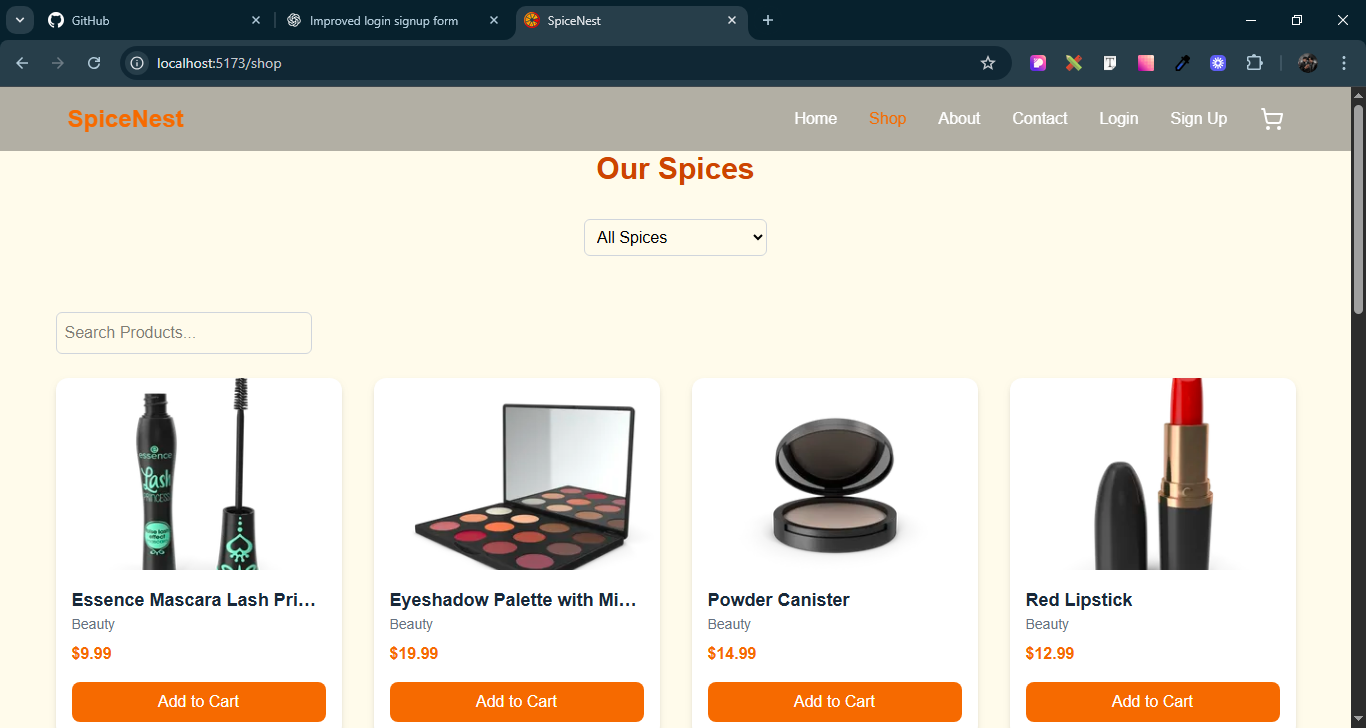 GitHub
Improved login signup form
SpiceNest
localhost:5173/shop
SpiceNest
Home
Shop
About
Contact
Login
Sign Up
Our Spices
All Spices
Search Products...
essence
Lash
PRINCESS
false lash
effect
Essence Mascara Lash Pri...
Beauty
$9.99
Add to Cart
Eyeshadow Palette with Mi...
Beauty
$19.99
Add to Cart
Powder Canister
Beauty
$14.99
Add to Cart
Red Lipstick
Beauty
$12.99
Add to Cart